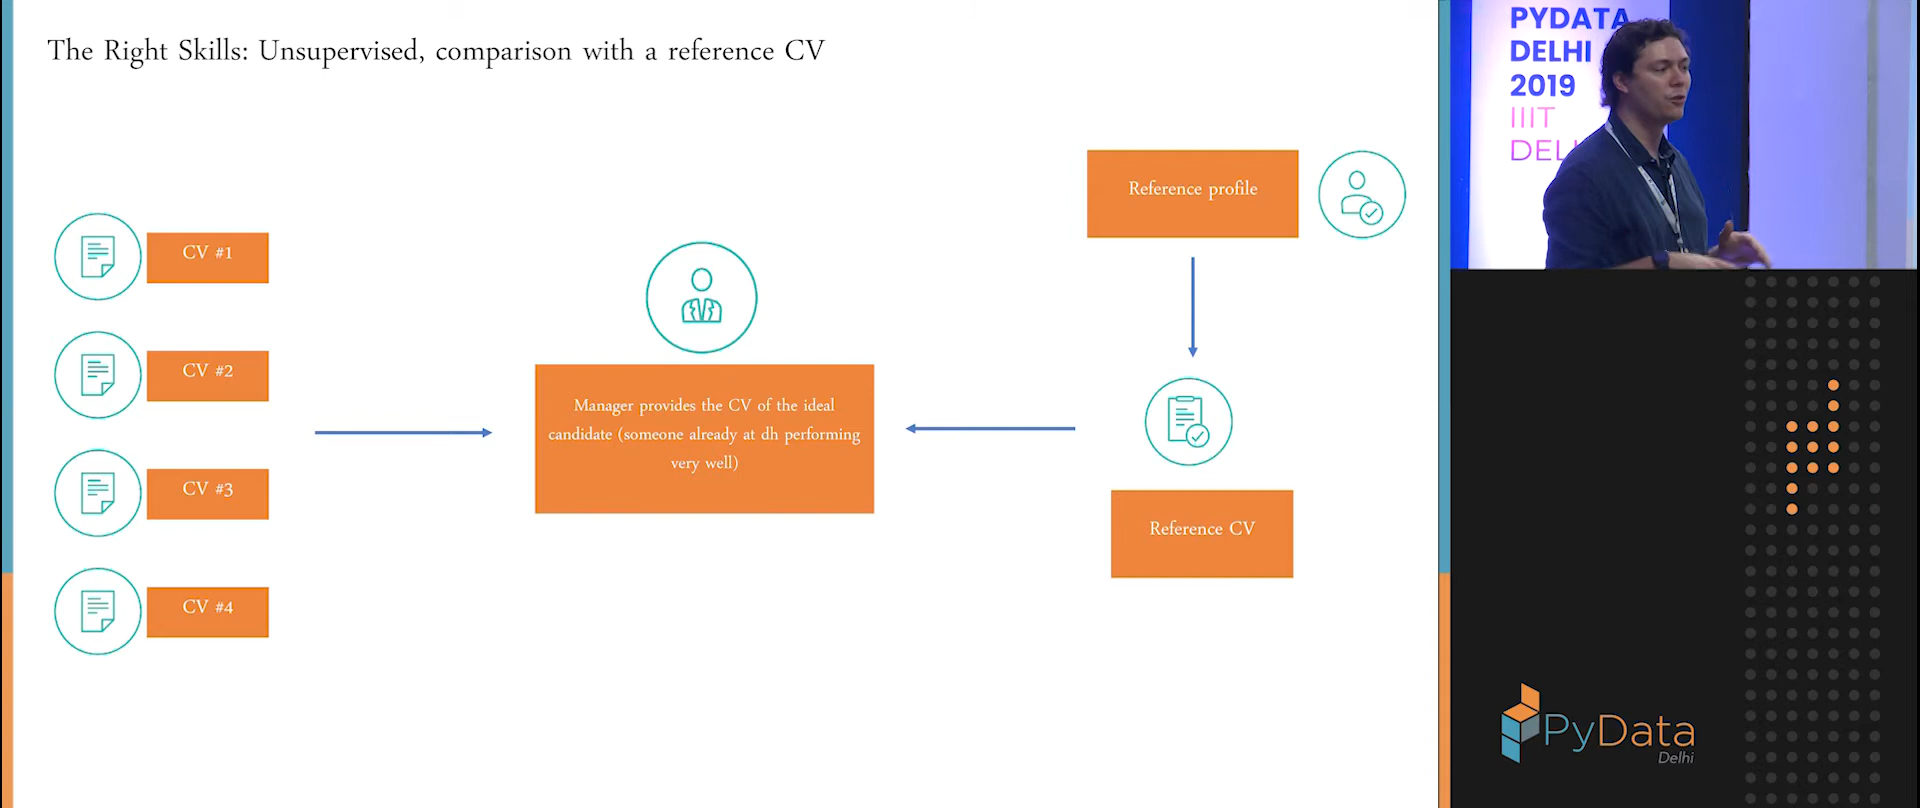 The Right Skills: Unsupervised, comparison with a reference CV
CV #1
CV #2
CV #3
CV #4
Manager provides the CV of the ideal
candidate (someone already at dh performing
very well)
Reference profile
Reference CV
PYDATA
DELHI
2019
IIIT
DEL
PyData
Delhi